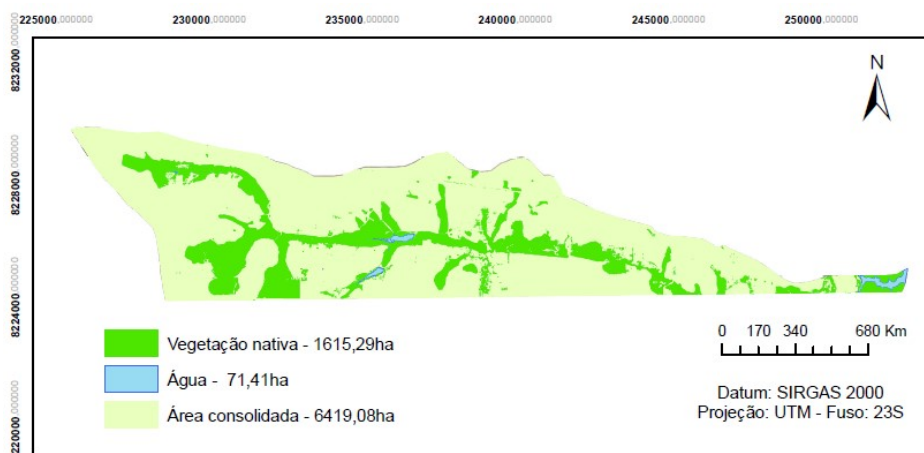 225000,000000 230000,000000 235000,000000 240000,000000 245000,000000 250000,000000
8232000,000000
8228000,000000
8224000,000000
220000,000000
N
Vegetação nativa - 1615,29ha
Água - 71,41ha
Área consolidada - 6419,08ha
0 170 340 680 Km
Datum: SIRGAS 2000
Projeção: UTM - Fuso: 23S